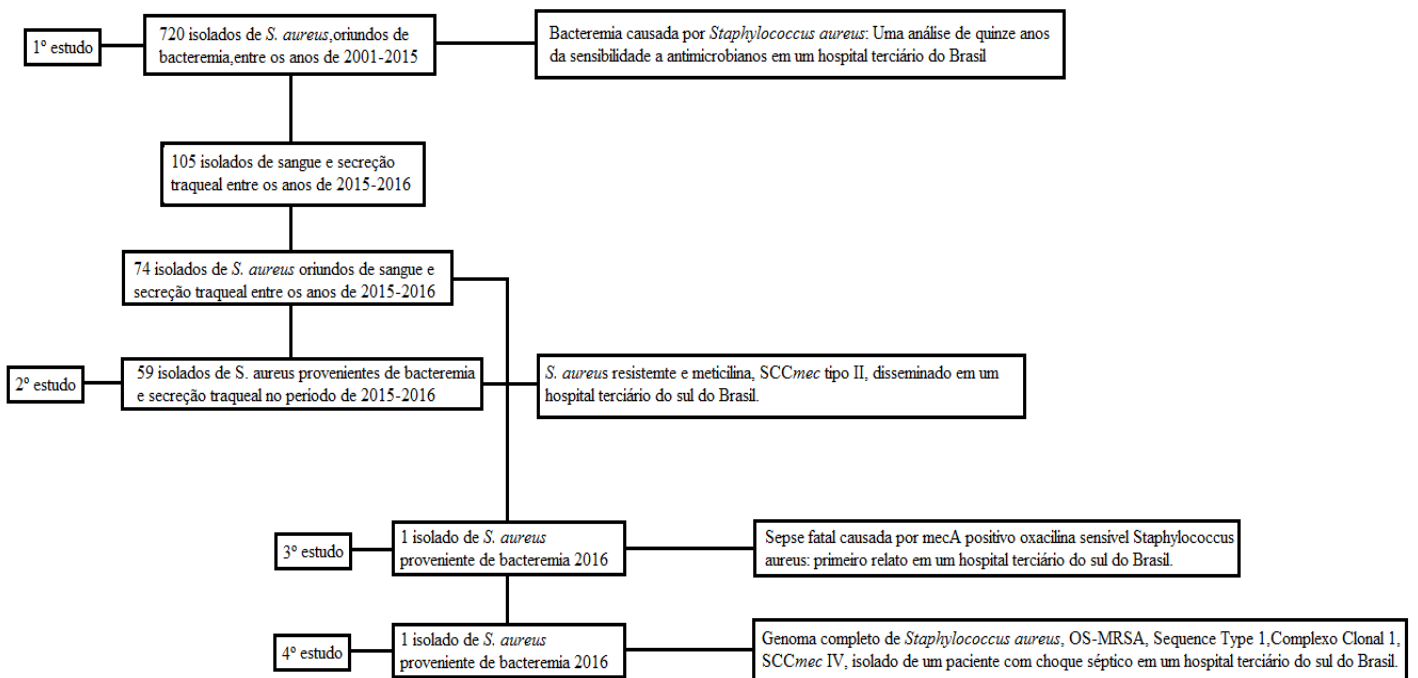 1º estudo
720 isolados de S. aureus,oriundos de
bacteremia,entre os anos de 2001-2015
Bacteremia causada por Staphylococcus aureus: Uma análise de quinze anos
da sensibilidade a antimicrobianos em um hospital terciário do Brasil
105 isolados de sangue e secreção
traqueal entre os anos de 2015-2016
74 isolados de S. aureus oriundos de sangue e
secreção traqueal entre os anos de 2015-2016
2º estudo
59 isolados de S. aureus provenientes de bacteremia
e secreção traqueal no período de 2015-2016
S. aureus resistemte e meticilina, SCCmec tipo II, disseminado em um
hospital terciário do sul do Brasil.
3º estudo
1 isolado de S. aureus
proveniente de bacteremia 2016
Sepse fatal causada por mecA positivo oxacilina sensível Staphylococcus
aureus: primeiro relato em um hospital terciário do sul do Brasil.
4º estudo
1 isolado de S. aureus
proveniente de bacteremia 2016
Genoma completo de Staphylococcus aureus, OS-MRSA, Sequence Type 1,Complexo Clonal 1,
SCCmec IV, isolado de um paciente com choque séptico em um hospital terciário do sul do Brasil.